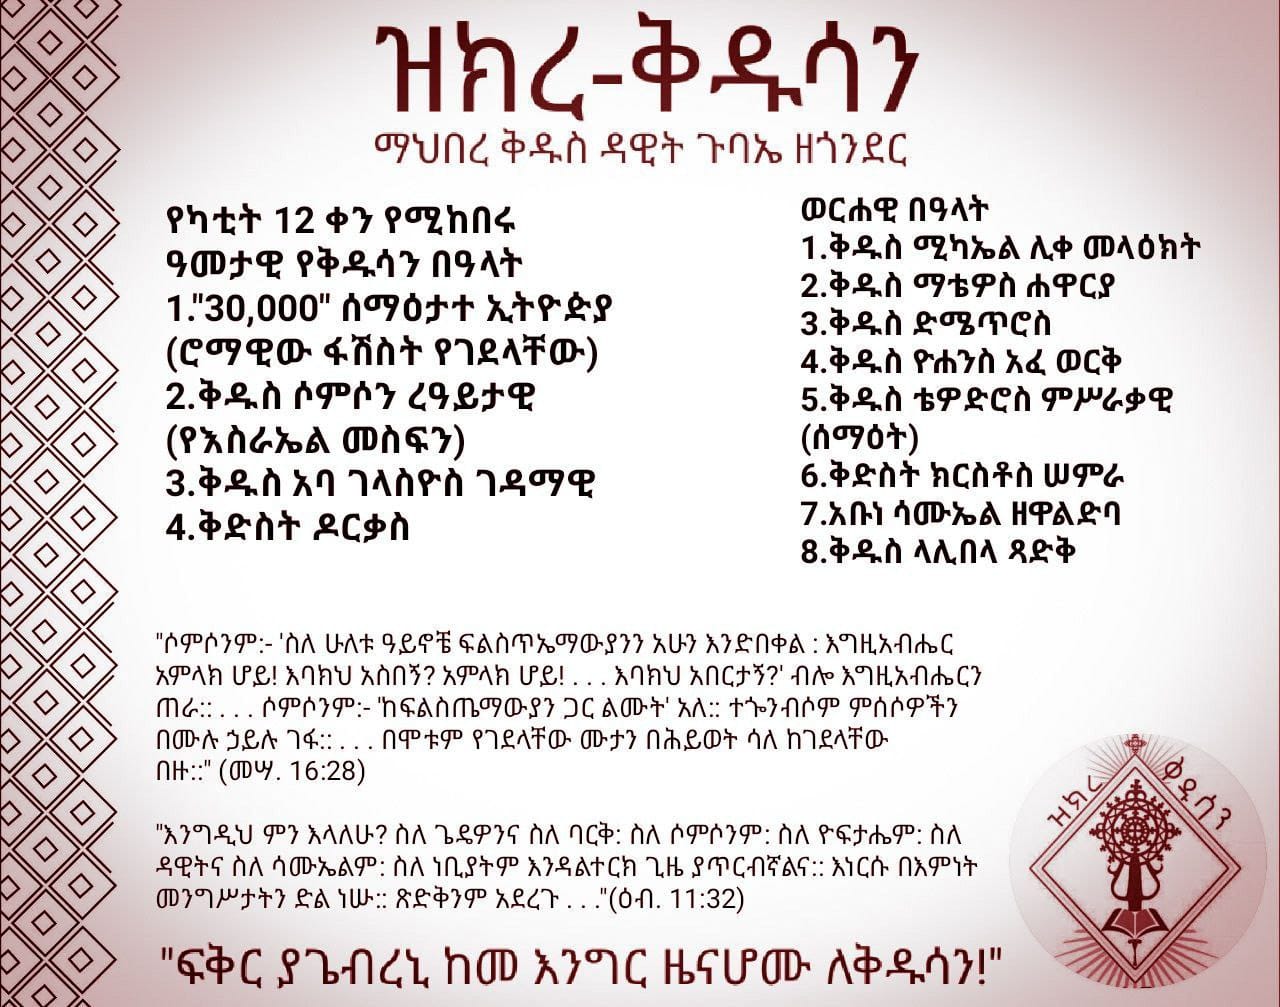 ዝክረ-ቅዱሳን
ማህበረ ቅዱስ ዳዊት ጉባኤ ዘጎንደር
የካቲት 12 ቀን የሚከበሩ
ዓመታዊ የቅዱሳን በዓላት
1."30,000" ሰማዕታተ ኢትዮጵያ
(ሮማዊው ፋሽስት የገደላቸው)
2.ቅዱስ ሶምሶን ረዓይታዊ
(የእስራኤል መስፍን)
3.ቅዱስ አባ ገላስዮስ ገዳማዊ
4.ቅድስት ዶርቃስ
ወርሐዊ በዓላት
1.ቅዱስ ሚካኤል ሊቀ መላዕክት
2.ቅዱስ ማቴዎስ ሐዋርያ
3.ቅዱስ ድሜጥሮስ
4.ቅዱስ ዮሐንስ አፈ ወርቅ
5.ቅዱስ ቴዎድሮስ ምሥራቃዊ
(ሰማዕት)
6.ቅድስት ክርስቶስ ሠምራ
7.አቡነ ሳሙኤል ዘዋልድባ
8.ቅዱስ ላሊበላ ጻድቅ
"ሶምሶንም:- 'ስለ ሁለቱ ዓይኖቼ ፍልስጥኤማውያንን አሁን እንድበቀል : እግዚአብሔር
አምላክ ሆይ! እባክህ አስበኝ? አምላክ ሆይ! . . . እባክህ አበርታኝ?' ብሎ እግዚአብሔርን
ጠራ:: . . . ሶምሶንም:- 'ከፍልስጤማውያን ጋር ልሙት' አለ:: ተጐንብሶም ምሰሶዎችን
በሙሉ ኃይሉ ገፋ:: . . . በሞቱም የገደላቸው ሙታን በሕይወት ሳለ ከገደላቸው
በዙ::" (መሣ. 16:28)
"እንግዲህ ምን እላለሁ? ስለ ጌዴዎንና ስለ ባርቅ: ስለ ሶምሶንም: ስለ ዮፍታሔም: ስለ
ዳዊትና ስለ ሳሙኤልም: ስለ ነቢያትም እንዳልተርክ ጊዜ ያጥርብኛልና:: እነርሱ በእምነት
መንግሥታትን ድል ነሡ:: ጽድቅንም አደረጉ . . ."(ዕብ. 11:32)
"ፍቅር ያጌብረኒ ከመ እንግር ዜናሆሙ ለቅዱሳን!"
ዝክረ ቅዱሳን